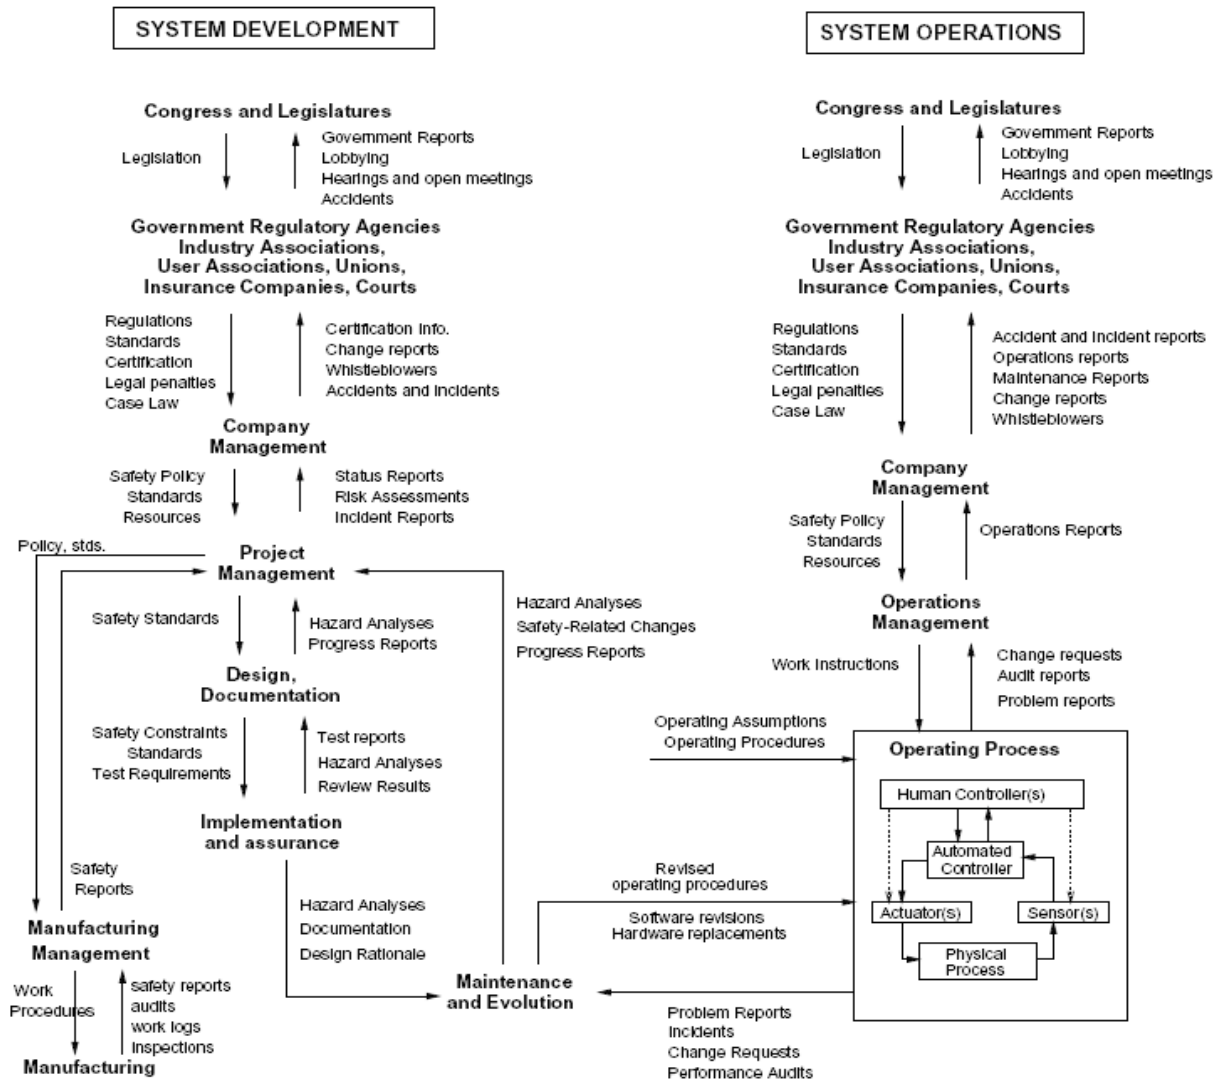 SYSTEM DEVELOPMENT
Congress and Legislatures
Legislation
Government Reports
Lobbying
Hearings and open meetings
Accidents
Government Regulatory Agencies
Industry Associations,
User Associations, Unions,
Insurance Companies, Courts
Regulations
Standards
Certification
Legal penalties
Case Law
Certification Info.
Change reports
Whistleblowers
Accidents and incidents
Company
Management
Safety Policy
Standards
Resources
Status Reports
Risk Assessments
Incident Reports
Policy, stds.
Project
Management
Safety Standards
Hazard Analyses
Progress Reports
Hazard Analyses
Safety-Related Changes
Progress Reports
Design,
Documentation
Safety Constraints
Standards
Test Requirements
Test reports
Hazard Analyses
Review Results
Implementation
and assurance
Safety
Reports
Hazard Analyses
Documentation
Design Rationale
Manufacturing
Management
Work
Procedures
safety reports
audits
work logs
inspections
Manufacturing
Maintenance
and Evolution
SYSTEM OPERATIONS
Congress and Legislatures
Legislation
Government Reports
Lobbying
Hearings and open meetings
Accidents
Government Regulatory Agencies
Industry Associations,
User Associations, Unions,
Insurance Companies, Courts
Regulations
Standards
Certification
Legal penalties
Case Law
Accident and incident reports
Operations reports
Maintenance Reports
Change reports
Whistleblowers
Company
Management
Safety Policy
Standards
Resources
Operations Reports
Operations
Management
Work Instructions
Change requests
Audit reports
Problem reports
Operating Assumptions
Operating Procedures
Operating Process
Human Controller(s)
Automated
Controller
Actuator(s)
Sensor(s)
Physical
Process
Revised
operating procedures
Software revisions
Hardware replacements
Problem Reports
Incidents
Change Requests
Performance Audits